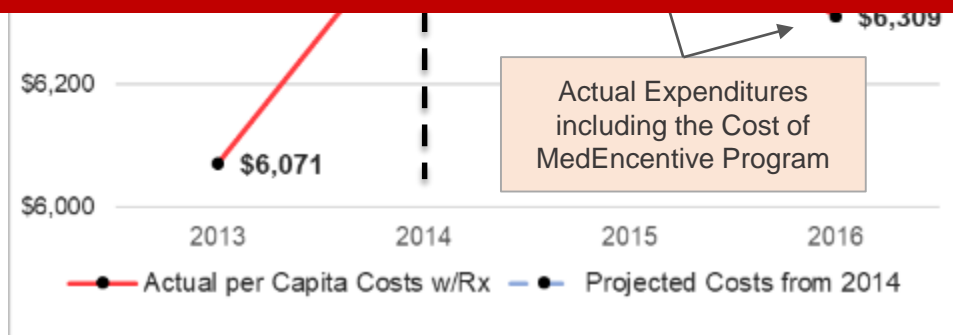 $6,309
$6,200
Actual Expenditures
including the Cost of
MedEncentive Program
$6,071
$6,000
2013 2014 2015 2016
Actual per Capita Costs w/Rx Projected Costs from 2014